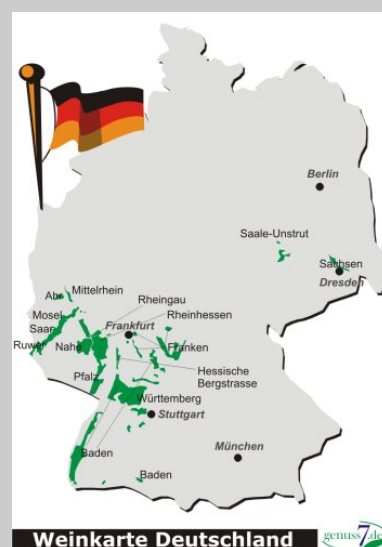 Berlin
Saale-Unstrut
Sachsen
Dresden
Ahr
Mittelrhein
Rheingau
Mosel
Saar
Ruwer
Frankfurt
Rheinhessen
Nahe
Franken
Hessische
Bergstrasse
Pfalz
Württemberg
Stuttgart
Baden
München
Baden
Weinkarte Deutschland
genuss7.de